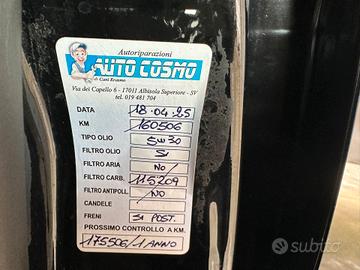 Autoriparazioni
AUTO COSMO
di Cani Erasmo
Via dei Capello 6 - 17011 Albisola Superiore - SV
tel. 019 481 704
DATA 18.04.25
KM 160506
TIPO OLIO 5W30
FILTRO OLIO SI
FILTRO ARIA NO
FILTRO CARB. 115209
FILTRO ANTIPOLL. NO
CANDELE /
FRENI SI POST.
PROSSIMO CONTROLLO A KM.
175506/1 ANNO
subito